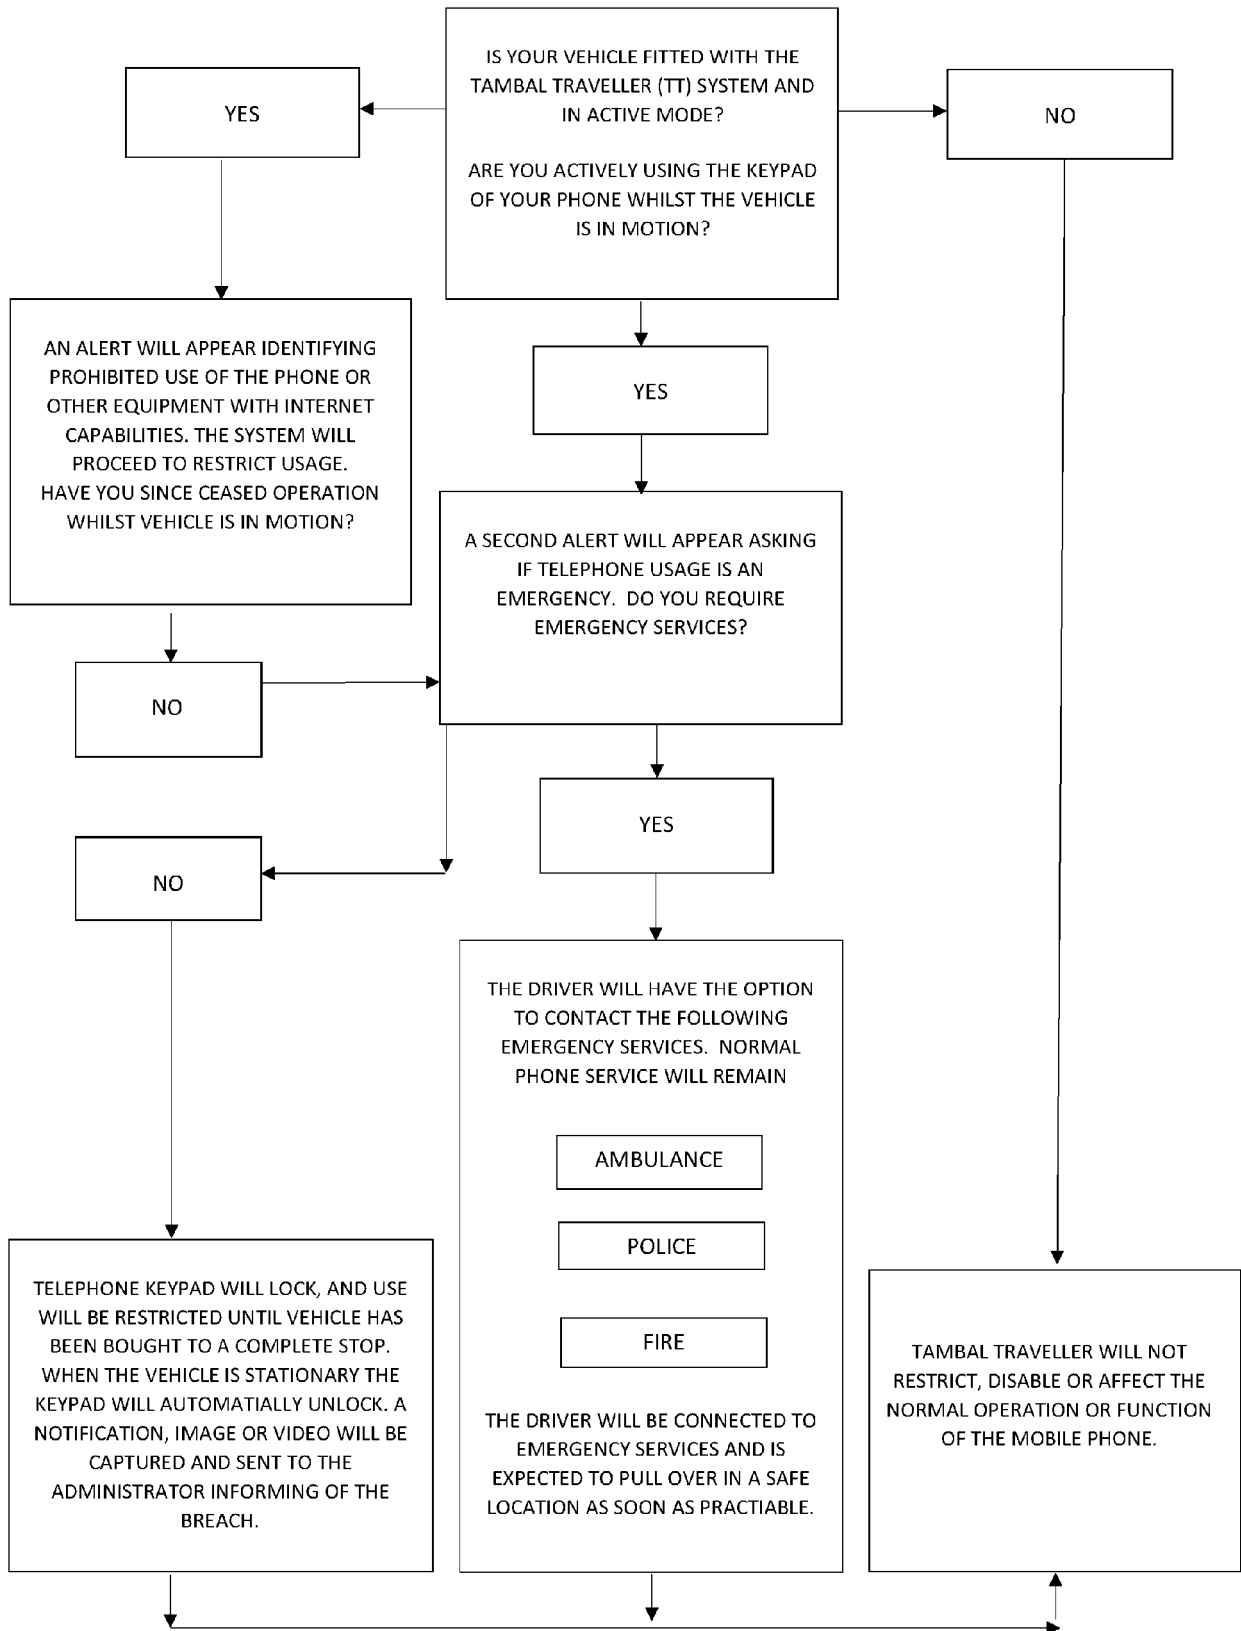 IS YOUR VEHICLE FITTED WITH THE
TAMBAL TRAVELLER (TT) SYSTEM AND
IN ACTIVE MODE?
ARE YOU ACTIVELY USING THE KEYPAD
OF YOUR PHONE WHILST THE VEHICLE
IS IN MOTION?
YES
NO
AN ALERT WILL APPEAR IDENTIFYING
PROHIBITED USE OF THE PHONE OR
OTHER EQUIPMENT WITH INTERNET
CAPABILITIES. THE SYSTEM WILL
PROCEED TO RESTRICT USAGE.
HAVE YOU SINCE CEASED OPERATION
WHILST VEHICLE IS IN MOTION?
YES
A SECOND ALERT WILL APPEAR ASKING
IF TELEPHONE USAGE IS AN
EMERGENCY. DO YOU REQUIRE
EMERGENCY SERVICES?
NO
YES
NO
THE DRIVER WILL HAVE THE OPTION
TO CONTACT THE FOLLOWING
EMERGENCY SERVICES. NORMAL
PHONE SERVICE WILL REMAIN
AMBULANCE
POLICE
FIRE
THE DRIVER WILL BE CONNECTED TO
EMERGENCY SERVICES AND IS
EXPECTED TO PULL OVER IN A SAFE
LOCATION AS SOON AS PRACTIABLE.
TELEPHONE KEYPAD WILL LOCK, AND USE
WILL BE RESTRICTED UNTIL VEHICLE HAS
BEEN BOUGHT TO A COMPLETE STOP.
WHEN THE VEHICLE IS STATIONARY THE
KEYPAD WILL AUTOMATIALLY UNLOCK. A
NOTIFICATION, IMAGE OR VIDEO WILL BE
CAPTURED AND SENT TO THE
ADMINISTRATOR INFORMING OF THE
BREACH.
TAMBAL TRAVELLER WILL NOT
RESTRICT, DISABLE OR AFFECT THE
NORMAL OPERATION OR FUNCTION
OF THE MOBILE PHONE.